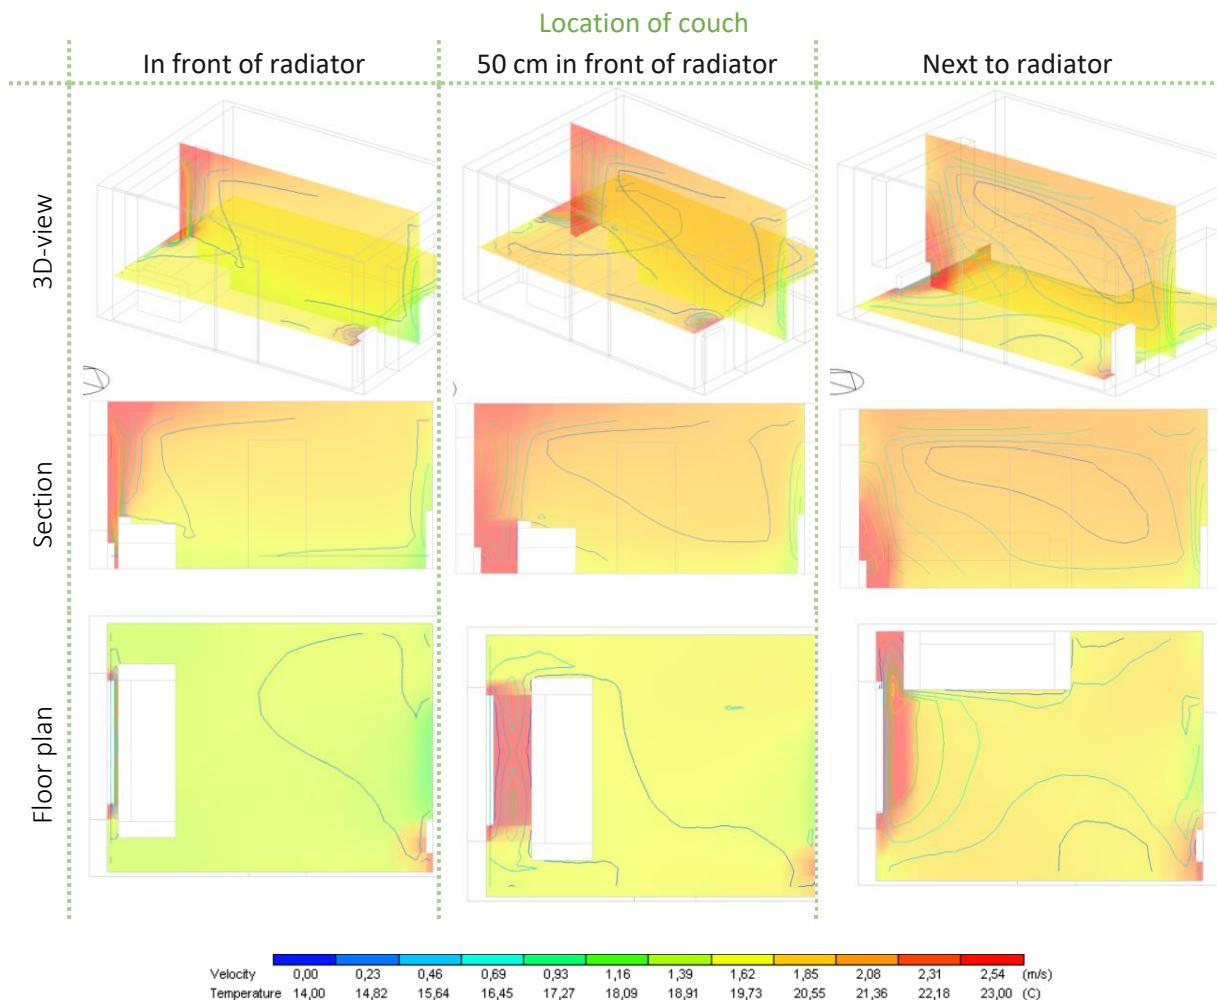 Location of couch
In front of radiator
50 cm in front of radiator
Next to radiator
3D-view
Section
Floor plan
Velocity 0,00 0,23 0,46 0,69 0,93 1,16 1,39 1,62 1,85 2,08 2,31 2,54 (m/s)
Temperature 14,00 14,82 15,64 16,45 17,27 18,09 18,91 19,73 20,55 21,36 22,18 23,00 (C)